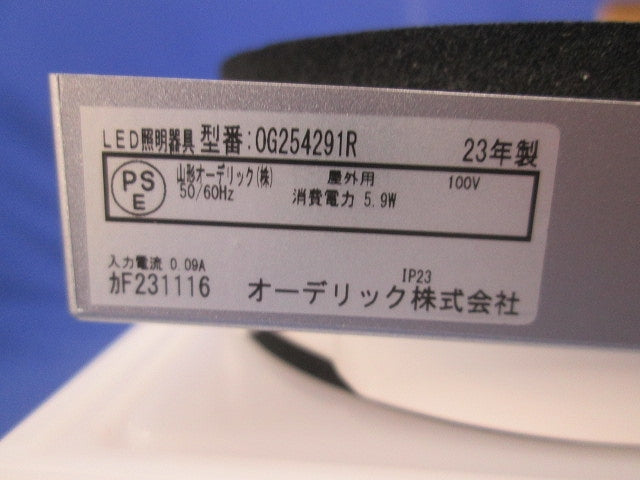 LED照明器具 型番:OG254291R 23年製
PS
E
山形オーデリック(株) 屋外用 100V
50/60Hz 消費電力 5.9W
入力電流 0.09A IP23
カF231116 オーデリック株式会社